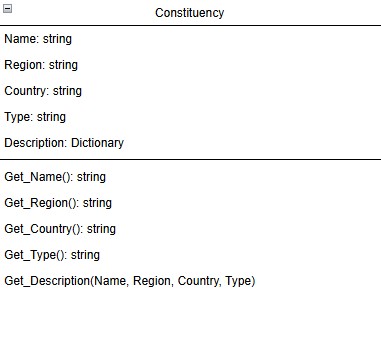 Constituency
Name: string
Region: string
Country: string
Type: string
Description: Dictionary
Get_Name(): string
Get_Region(): string
Get_Country(): string
Get_Type(): string
Get_Description(Name, Region, Country, Type)